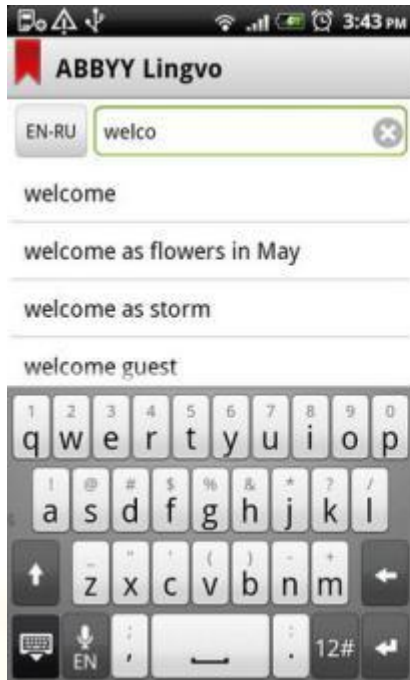 3:43 PM
ABBYY Lingvo
EN-RU welco
welcome
welcome as flowers in May
welcome as storm
welcome guest
1 2 3 4 5 6 7 8 9 0
q w e r t y u i o p
! @ # $ % & * ? /
a s d f g h j k l
_ " ' ( ) - +
z x c v b n m
EN , ; . : 12#